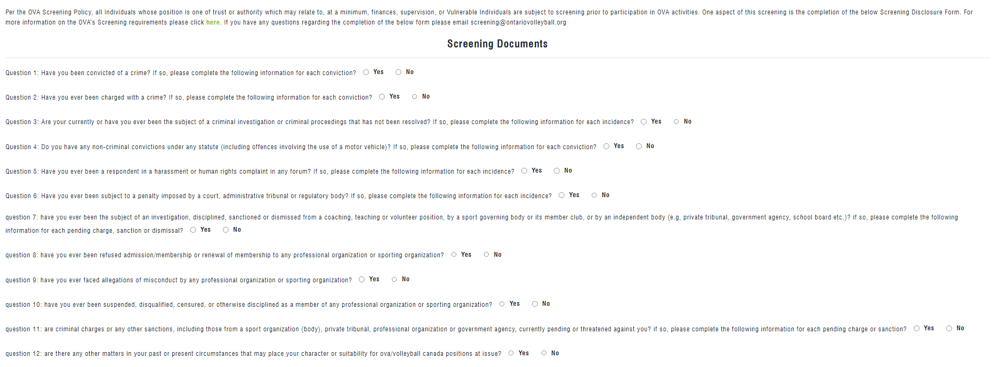 Per the OVA Screening Policy, all Individuals whose position is one of trust or authority which may relate to, at a minimum, finances, supervision, or Vulnerable Individuals are subject to screening prior to participation in OVA activities. One aspect of this screening is the completion of the below Screening Disclosure Form. For
more information on the OVA's Screening requirements please click here. If you have any questions regarding the completion of the below form please email screening@ontariovolleyball.org
Screening Documents
Question 1: Have you been convicted of a crime? If so, please complete the following information for each conviction? Yes No
Question 2: Have you ever been charged with a crime? If so, please complete the following information for each conviction? Yes No
Question 3: Are your currently or have you ever been the subject of a criminal investigation or criminal proceedings that has not been resolved? If so, please complete the following information for each incidence? Yes No
Question 4: Do you have any non-criminal convictions under any statute (including offences involving the use of a motor vehicle)? If so, please complete the following information for each conviction? Yes No
Question 5: Have you ever been a respondent in a harassment or human rights complaint in any forum? If so, please complete the following information for each incidence? Yes No
Question 6: Have you ever been subject to a penalty imposed by a court, administrative tribunal or regulatory body? If so, please complete the following information for each incidence? Yes No
question 7: have you ever been the subject of an investigation, disciplined, sanctioned or dismissed from a coaching, teaching or volunteer position, by a sport governing body or its member club, or by an independent body (e.g, private tribunal, government agency, school board etc.)? if so, please complete the following
information for each pending charge, sanction or dismissal? Yes No
question 8: have you ever been refused admission/membership or renewal of membership to any professional organization or sporting organization? Yes No
question 9: have you ever faced allegations of misconduct by any professional organization or sporting organization? Yes No
question 10: have you ever been suspended, disqualified, censured, or otherwise disciplined as a member of any professional organization or sporting organization? Yes No
question 11: are criminal charges or any other sanctions, including those from a sport organization (body), private tribunal, professional organization or government agency, currently pending or threatened against you? if so, please complete the following information for each pending charge or sanction? Yes No
question 12: are there any other matters in your past or present circumstances that may place your character or suitability for ova/volleyball canada positions at issue? Yes No